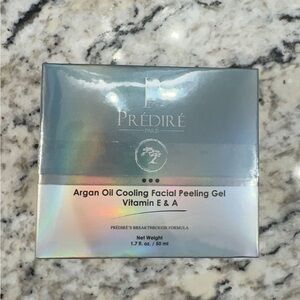 PRÉDIRÉ
PARIS
Argan Oil Cooling Facial Peeling Gel
Vitamin E & A
PRÉDIRÉ'S BREAKTHROUGH FORMULA
Net Weight
1.7 fl. oz. / 50 ml